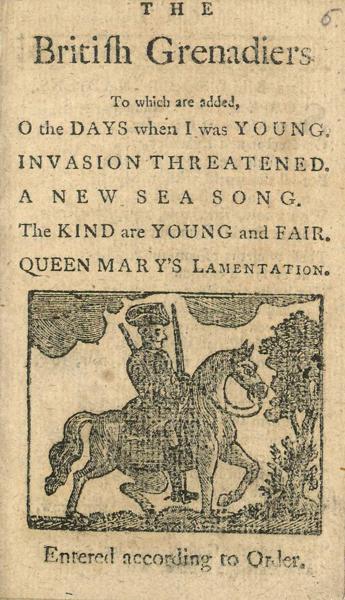 THE
6.
Britiſh Grenadiers
To which are added,
O the DAYS when I was YOUNG.
INVASION THREATENED.
A NEW SEA SONG.
The KIND are YOUNG and FAIR.
QUEEN MARY'S LAMENTATION.
Entered according to Order.